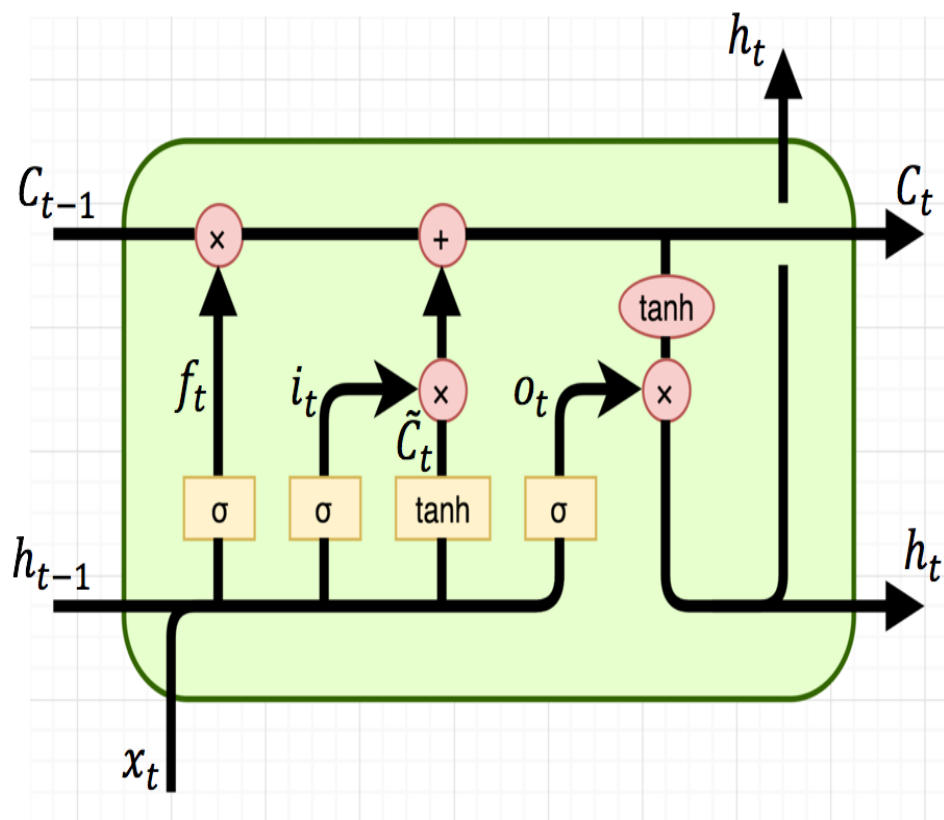 h_t
C_{t-1}
C_t
×
+
tanh
f_t
i_t
×
o_t
×
C̃_t
σ
σ
tanh
σ
h_{t-1}
h_t
x_t